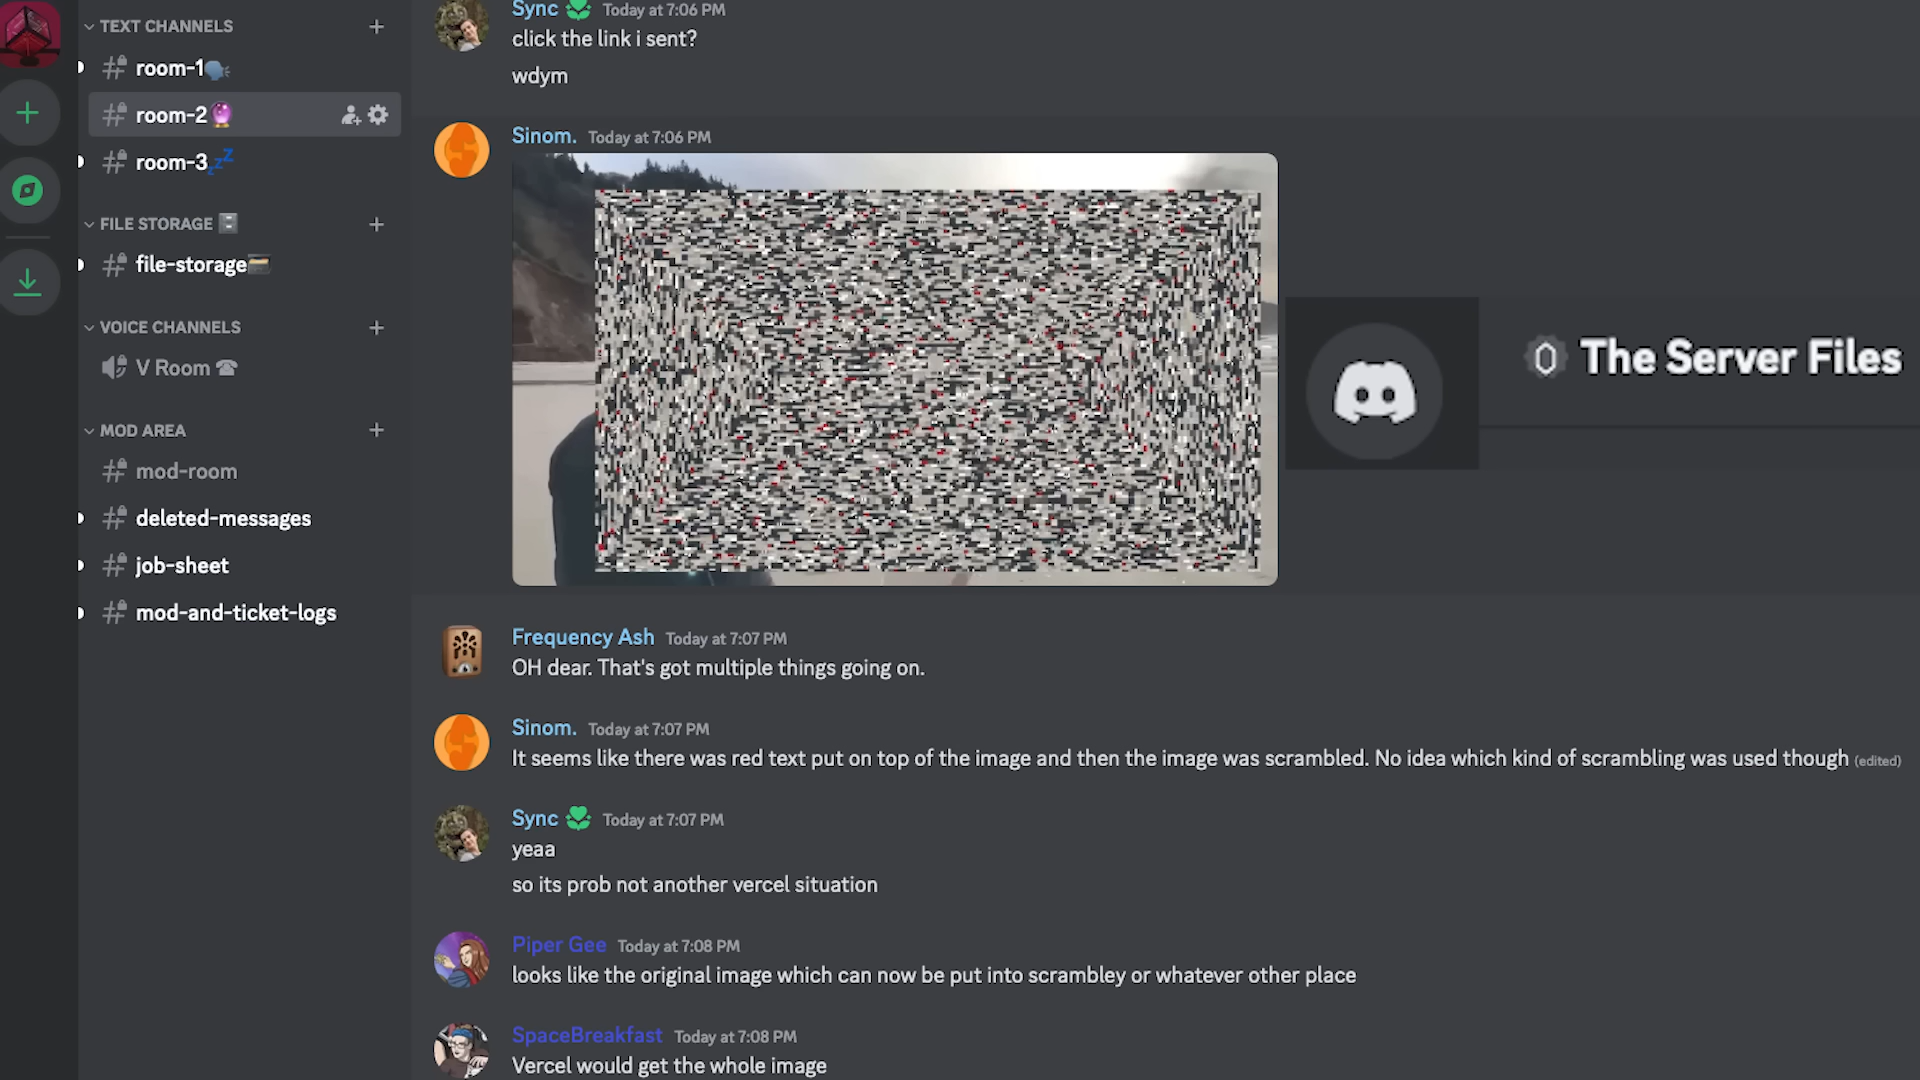 TEXT CHANNELS
room-1
room-2
room-3
FILE STORAGE
file-storage
VOICE CHANNELS
V Room
MOD AREA
mod-room
deleted-messages
job-sheet
mod-and-ticket-logs
Sync Today at 7:06 PM
click the link i sent?
wdym
Sinom. Today at 7:06 PM
The Server Files
Frequency Ash Today at 7:07 PM
OH dear. That's got multiple things going on.
Sinom. Today at 7:07 PM
It seems like there was red text put on top of the image and then the image was scrambled. No idea which kind of scrambling was used though (edited)
Sync Today at 7:07 PM
yeaa
so its prob not another vercel situation
Piper Gee Today at 7:08 PM
looks like the original image which can now be put into scrambley or whatever other place
SpaceBreakfast Today at 7:08 PM
Vercel would get the whole image